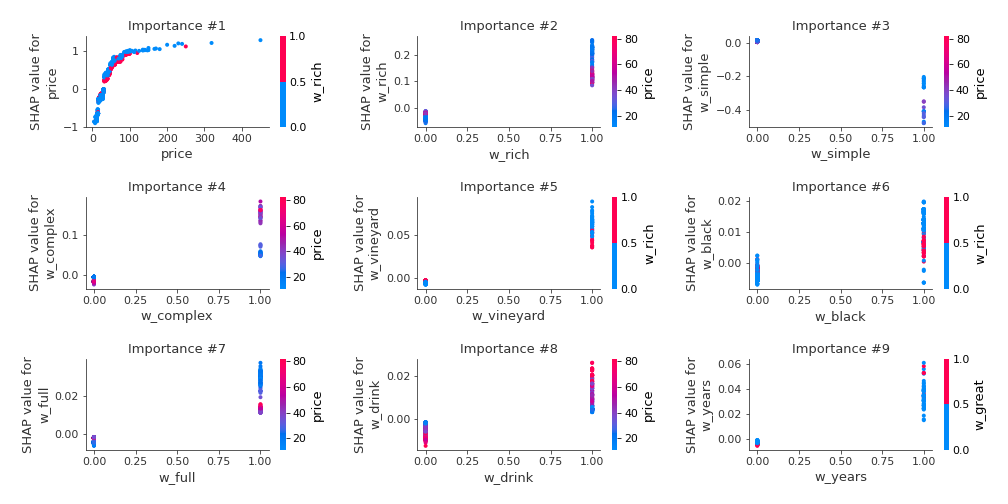 Importance #1
SHAP value for
price
1
0
−1
0
100
200
300
400
price
1.0
0.5
0.0
w_rich
Importance #2
SHAP value for
w_rich
0.2
0.1
0.0
0.00
0.25
0.50
0.75
1.00
w_rich
80
60
40
20
price
Importance #3
SHAP value for
w_simple
0.0
−0.2
−0.4
0.00
0.25
0.50
0.75
1.00
w_simple
80
60
40
20
price
Importance #4
SHAP value for
w_complex
0.1
0.0
0.00
0.25
0.50
0.75
1.00
w_complex
80
60
40
20
price
Importance #5
SHAP value for
w_vineyard
0.05
0.00
0.00
0.25
0.50
0.75
1.00
w_vineyard
1.0
0.5
0.0
w_rich
Importance #6
SHAP value for
w_black
0.02
0.01
0.00
0.00
0.25
0.50
0.75
1.00
w_black
1.0
0.5
0.0
w_rich
Importance #7
SHAP value for
w_full
0.02
0.00
0.00
0.25
0.50
0.75
1.00
w_full
80
60
40
20
price
Importance #8
SHAP value for
w_drink
0.02
0.00
0.00
0.25
0.50
0.75
1.00
w_drink
80
60
40
20
price
Importance #9
SHAP value for
w_years
0.06
0.04
0.02
0.00
0.00
0.25
0.50
0.75
1.00
w_years
1.0
0.5
0.0
w_great